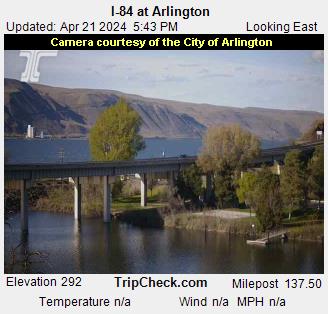 I-84 at Arlington
Updated: Apr 21 2024 5:43 PM Looking East
Camera courtesy of the City of Arlington
Elevation 292 TripCheck.com Milepost 137.50
Temperature n/a Wind n/a MPH n/a